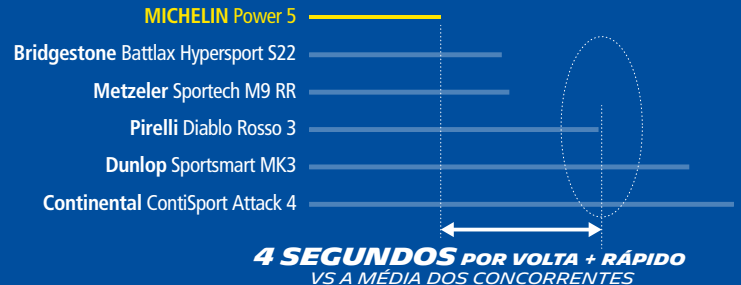 MICHELIN Power 5
Bridgestone Battlax Hypersport S22
Metzeler Sportech M9 RR
Pirelli Diablo Rosso 3
Dunlop Sportsmart MK3
Continental ContiSport Attack 4
4 SEGUNDOS POR VOLTA + RÁPIDO
VS A MÉDIA DOS CONCORRENTES